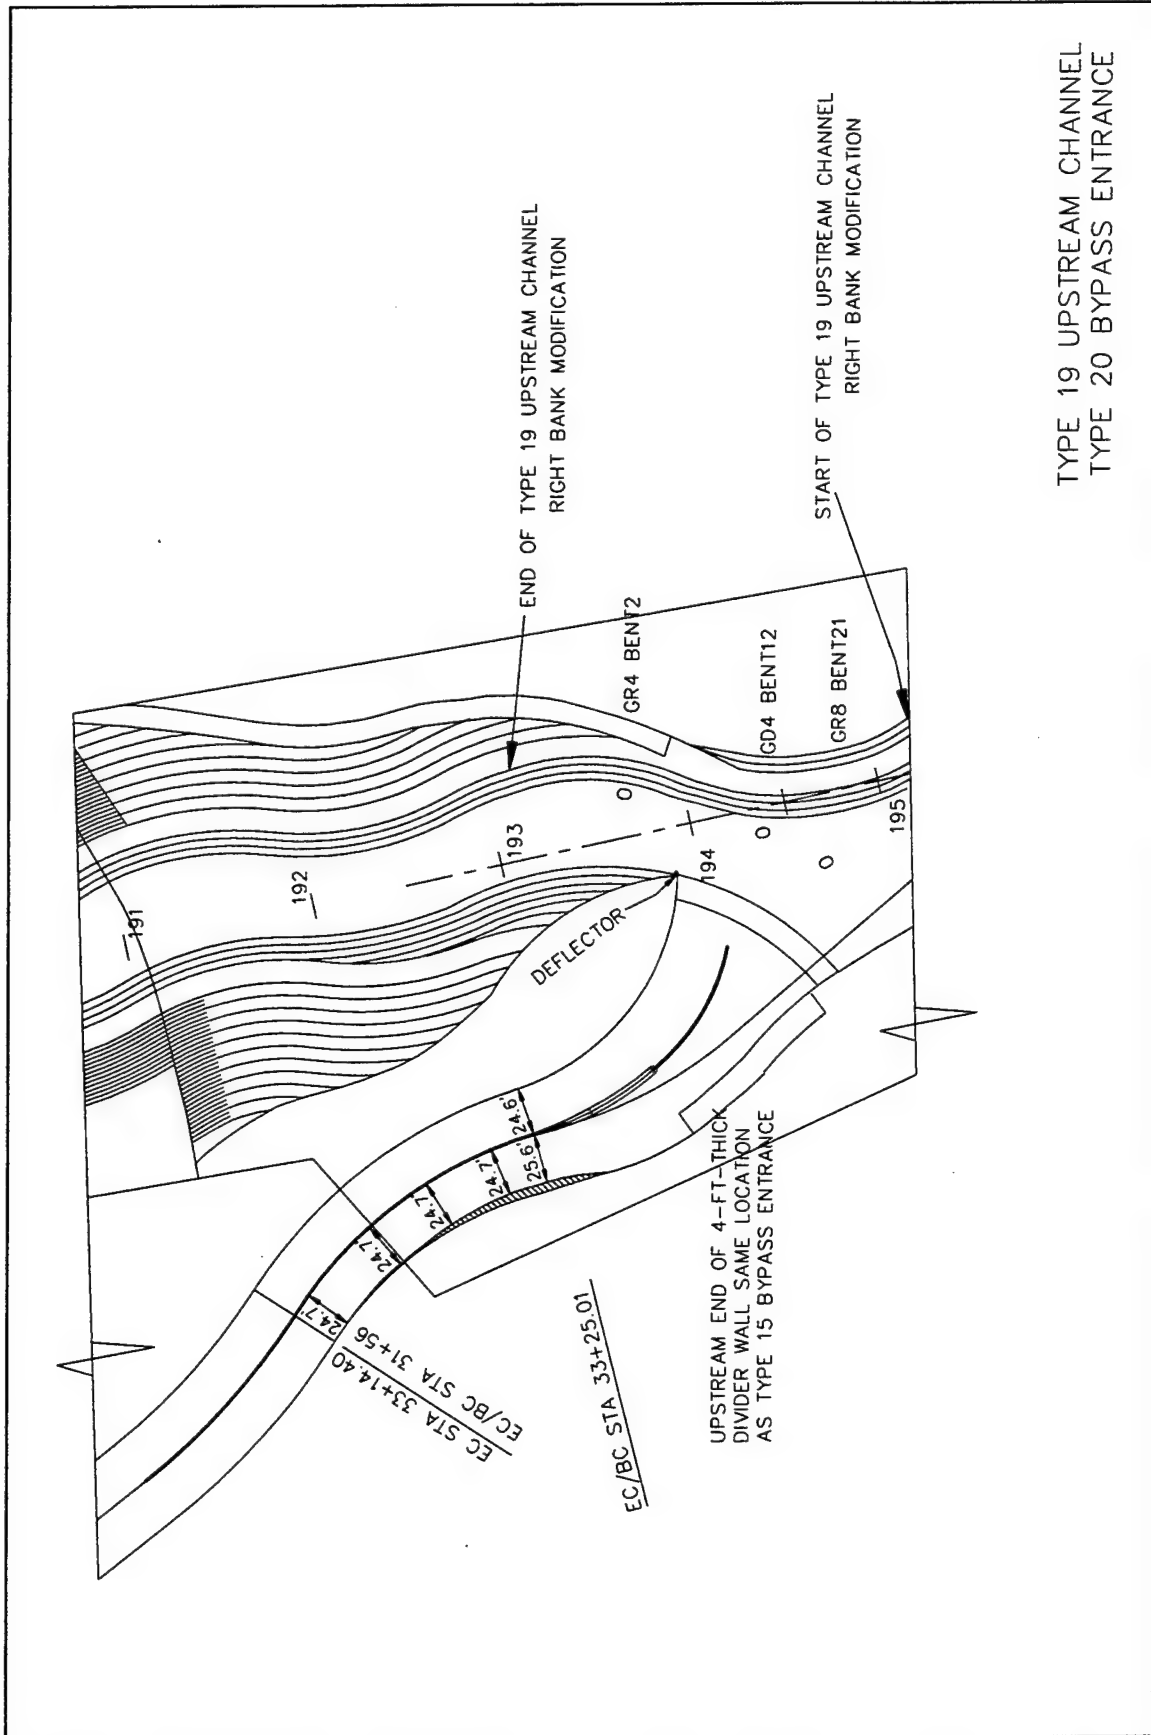 TYPE 19 UPSTREAM CHANNEL
TYPE 20 BYPASS ENTRANCE
END OF TYPE 19 UPSTREAM CHANNEL
RIGHT BANK MODIFICATION
START OF TYPE 19 UPSTREAM CHANNEL
RIGHT BANK MODIFICATION
GR4 BENT2
GD4 BENT12
GR8 BENT21
191
192
193
194
195
DEFLECTOR
24.6'
25.6'
24.7'
24.7'
24.7'
24.7'
EC STA 33+14.40
EC/BC STA 31+56
EC/BC STA 33+25.01
UPSTREAM END OF 4-FT-THICK
DIVIDER WALL SAME LOCATION
AS TYPE 15 BYPASS ENTRANCE